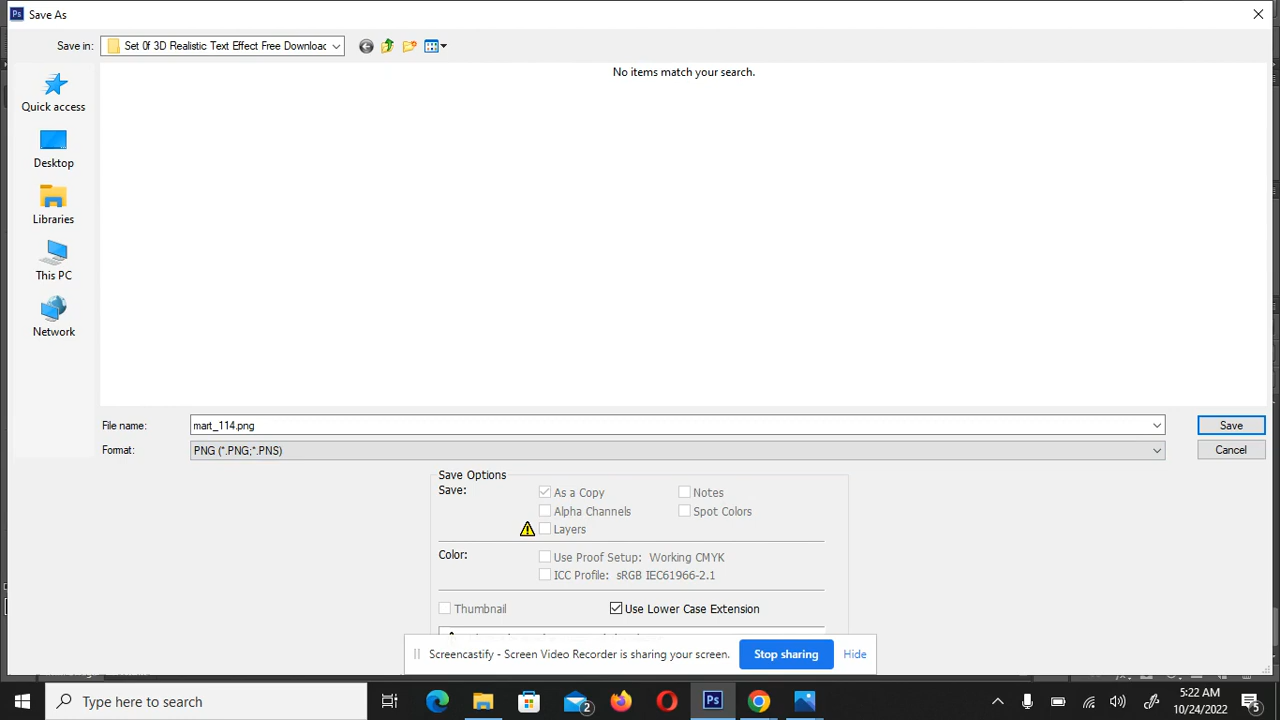 Ps Save As
Save in: Set 0f 3D Realistic Text Effect Free Downloac
No items match your search.
Quick access
Desktop
Libraries
This PC
Network
File name: mart_114.png Save
Format: PNG (*.PNG;*.PNS) Cancel
Save Options
Save: As a Copy Notes
Alpha Channels Spot Colors
Layers
Color: Use Proof Setup: Working CMYK
ICC Profile: sRGB IEC61966-2.1
Thumbnail Use Lower Case Extension
Screencastify - Screen Video Recorder is sharing your screen. Stop sharing Hide
Type here to search 2 Ps 5:22 AM
10/24/2022 5